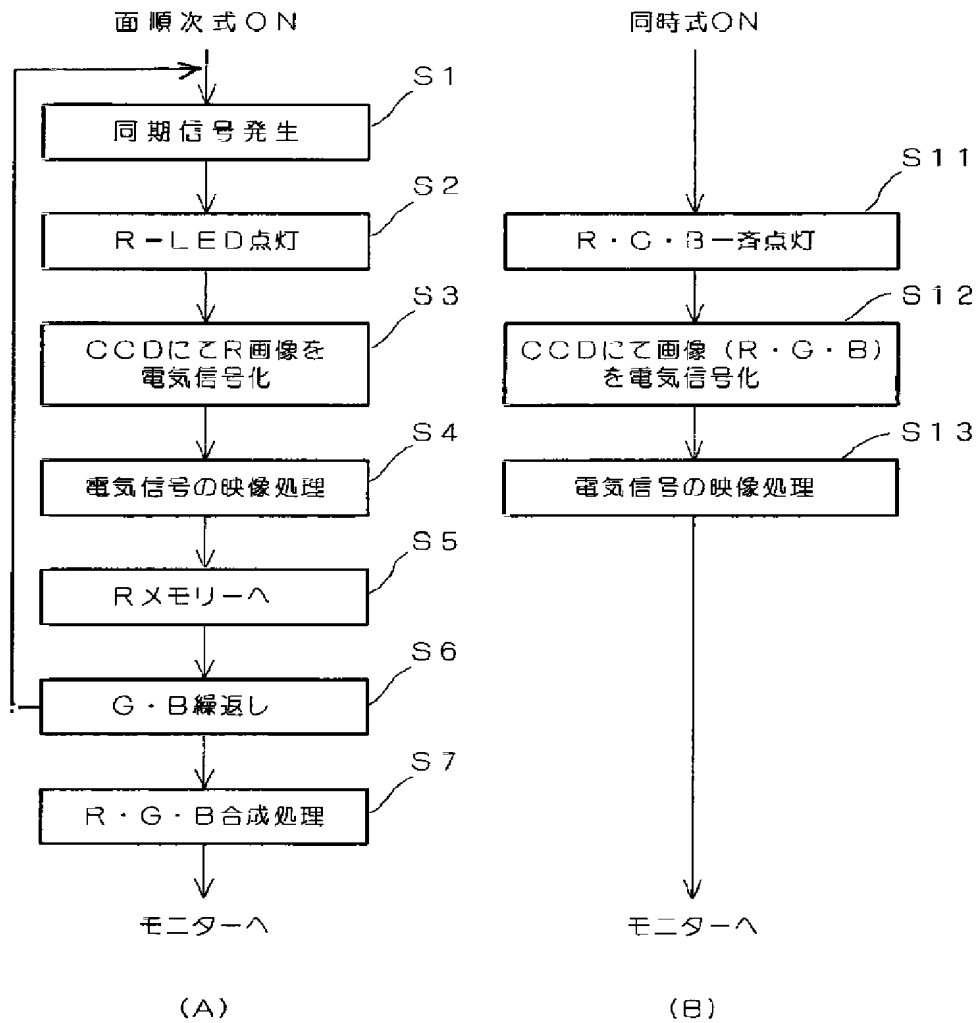 面順次式ON
S1
同期信号発生
S2
R-LED点灯
S3
CCDにてR画像を
電気信号化
S4
電気信号の映像処理
S5
Rメモリーへ
S6
G・B繰返し
S7
R・G・B合成処理
モニターへ
(A)
同時式ON
S11
R・G・B一斉点灯
S12
CCDにて画像(R・G・B)
を電気信号化
S13
電気信号の映像処理
モニターへ
(B)